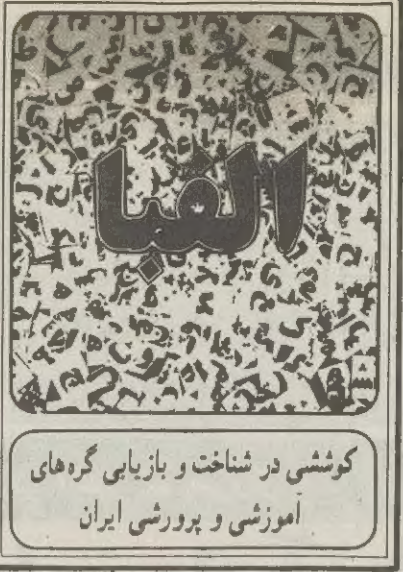 الفبا
کوششی در شناخت و بازیابی گره‌های
آموزشی و پرورشی ایران